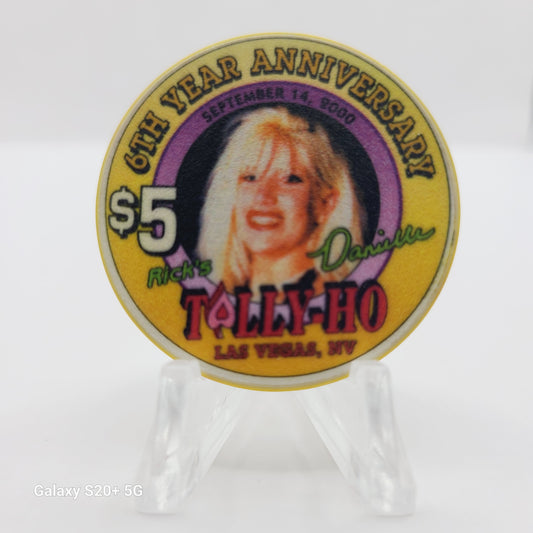 6TH YEAR ANNIVERSARY
SEPTEMBER 14, 2000
$5
Rick's
Danielle
TALLY-HO
LAS VEGAS, NV
Galaxy S20+ 5G